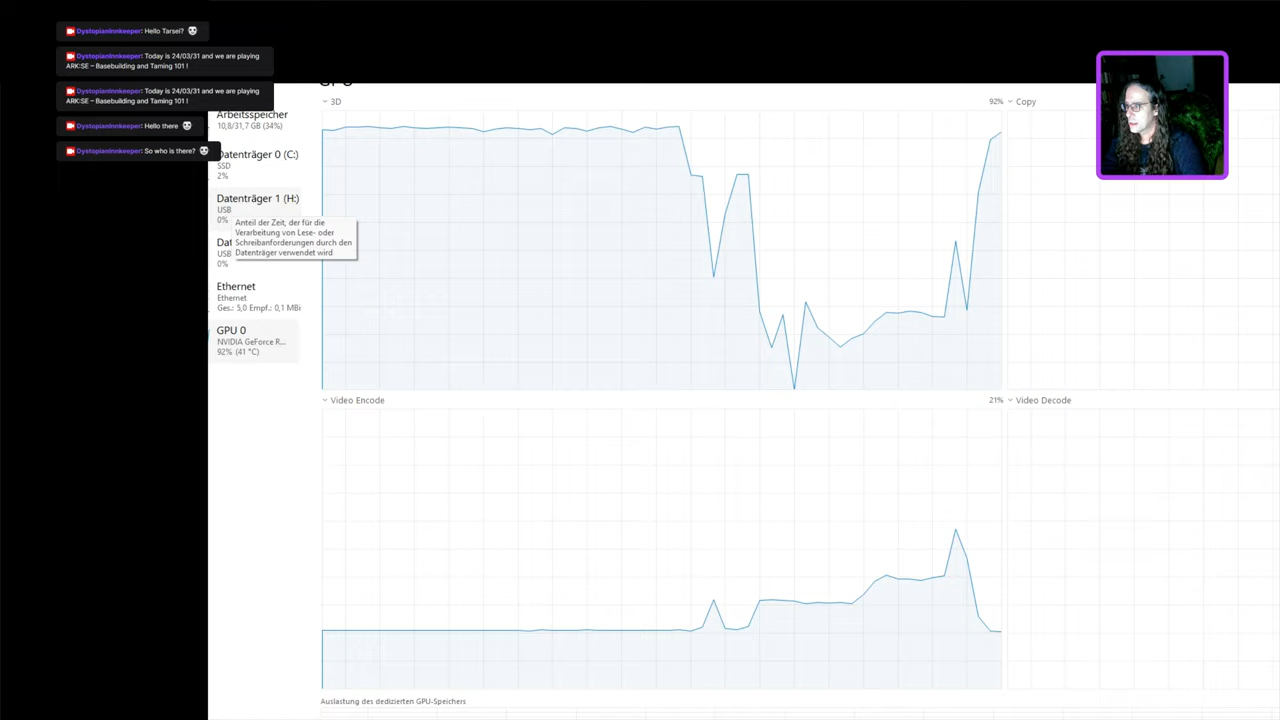 DystopianInnkeeper: Hello Tarsei?
DystopianInnkeeper: Today is 24/03/31 and we are playing
ARK:SE – Basebuilding and Taming 101 !
DystopianInnkeeper: Today is 24/03/31 and we are playing
ARK:SE – Basebuilding and Taming 101 !
DystopianInnkeeper: Hello there
DystopianInnkeeper: So who is there?
Arbeitsspeicher
10,8/31,7 GB (34%)
Datenträger 0 (C:)
SSD
2%
Datenträger 1 (H:)
USB
0%
Anteil der Zeit, der für die
Verarbeitung von Lese- oder
Schreibanforderungen durch den
Datenträger verwendet wird
Dat
USB
0%
Ethernet
Ethernet
Ges.: 5,0 Empf.: 0,1 MBi
GPU 0
NVIDIA GeForce R...
92% (41 °C)
3D
92%
Copy
Video Encode
21%
Video Decode
Auslastung des dedizierten GPU-Speichers